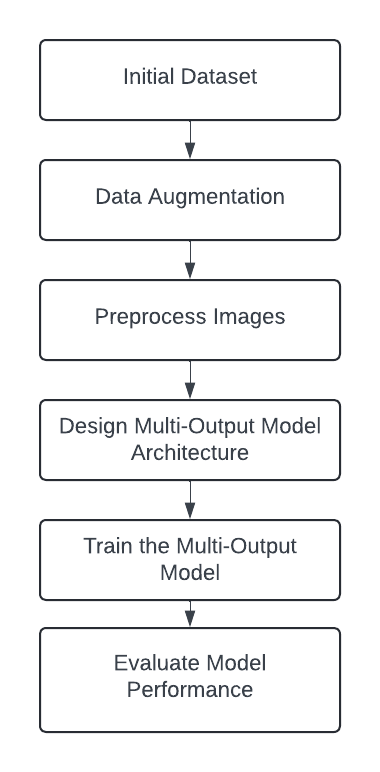 Initial Dataset
Data Augmentation
Preprocess Images
Design Multi-Output Model
Architecture
Train the Multi-Output
Model
Evaluate Model
Performance